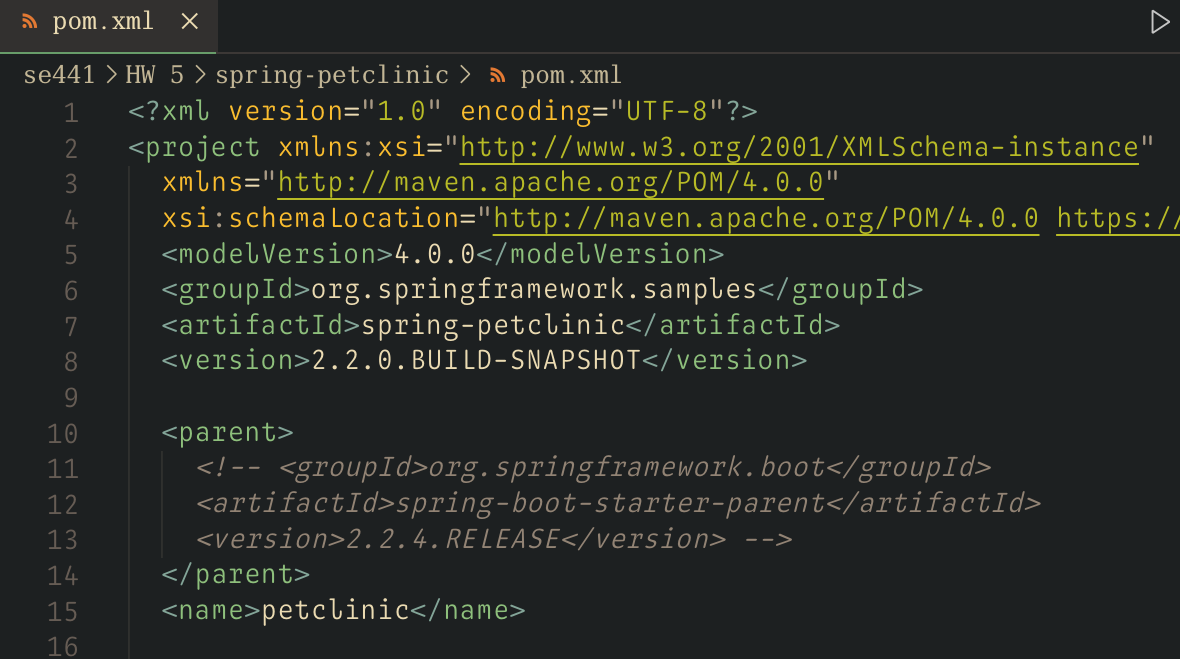 pom.xml ×
se441 > HW 5 > spring-petclinic > pom.xml
1 <?xml version="1.0" encoding="UTF-8"?>
2 <project xmlns:xsi="http://www.w3.org/2001/XMLSchema-instance"
3 xmlns="http://maven.apache.org/POM/4.0.0"
4 xsi:schemaLocation="http://maven.apache.org/POM/4.0.0 https://
5 <modelVersion>4.0.0</modelVersion>
6 <groupId>org.springframework.samples</groupId>
7 <artifactId>spring-petclinic</artifactId>
8 <version>2.2.0.BUILD-SNAPSHOT</version>
9
10 <parent>
11 <!-- <groupId>org.springframework.boot</groupId>
12 <artifactId>spring-boot-starter-parent</artifactId>
13 <version>2.2.4.RELEASE</version> -->
14 </parent>
15 <name>petclinic</name>
16